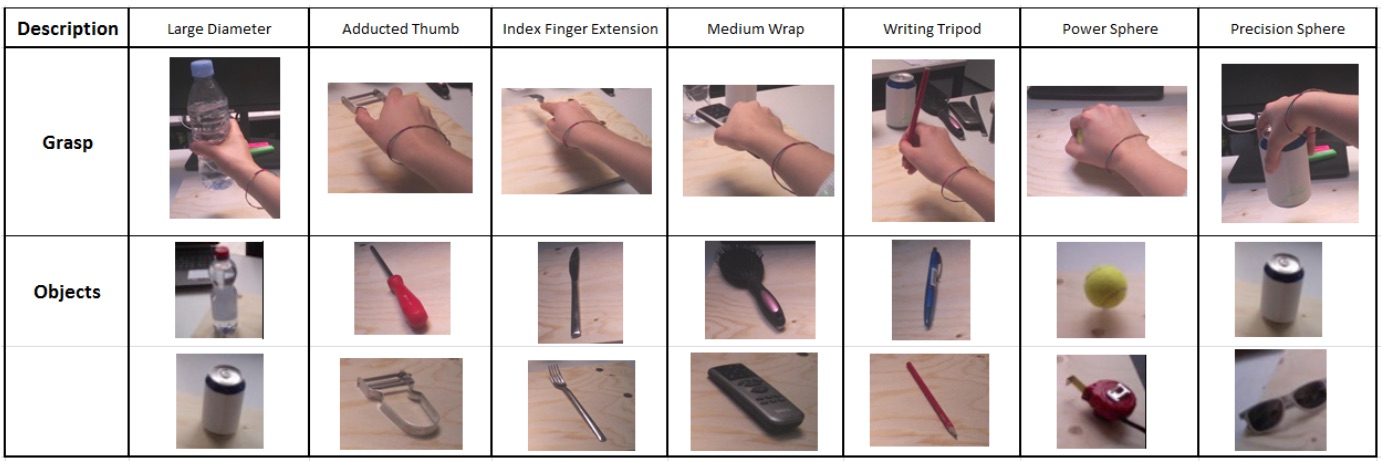 Description Large Diameter Adducted Thumb Index Finger Extension Medium Wrap Writing Tripod Power Sphere Precision Sphere
Grasp
Objects